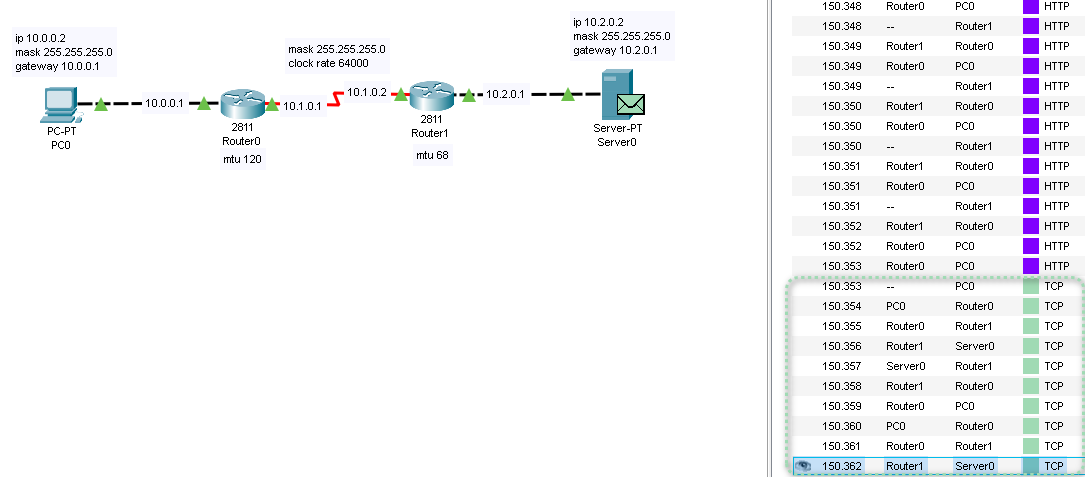 ip 10.0.0.2
mask 255.255.255.0
gateway 10.0.0.1
mask 255.255.255.0
clock rate 64000
ip 10.2.0.2
mask 255.255.255.0
gateway 10.2.0.1
10.0.0.1
10.1.0.1
10.1.0.2
10.2.0.1
PC-PT
PC0
2811
Router0
mtu 120
2811
Router1
mtu 68
Server-PT
Server0
150.348 Router0 PC0 HTTP
150.348 -- Router1 HTTP
150.349 Router1 Router0 HTTP
150.349 Router0 PC0 HTTP
150.349 -- Router1 HTTP
150.350 Router1 Router0 HTTP
150.350 Router0 PC0 HTTP
150.350 -- Router1 HTTP
150.351 Router1 Router0 HTTP
150.351 Router0 PC0 HTTP
150.351 -- Router1 HTTP
150.352 Router1 Router0 HTTP
150.352 Router0 PC0 HTTP
150.353 Router0 PC0 HTTP
150.353 -- PC0 TCP
150.354 PC0 Router0 TCP
150.355 Router0 Router1 TCP
150.356 Router1 Server0 TCP
150.357 Server0 Router1 TCP
150.358 Router1 Router0 TCP
150.359 Router0 PC0 TCP
150.360 PC0 Router0 TCP
150.361 Router0 Router1 TCP
150.362 Router1 Server0 TCP